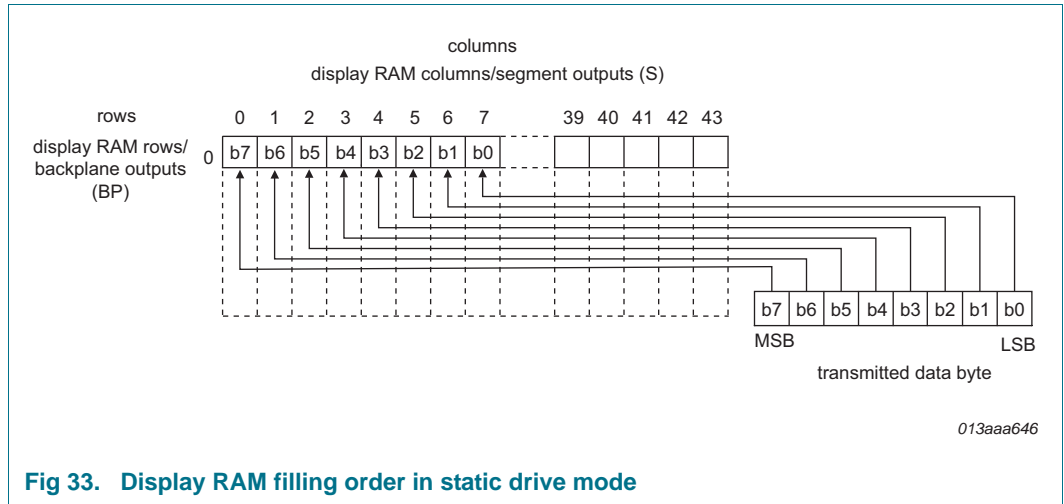 columns
display RAM columns/segment outputs (S)
rows 0 1 2 3 4 5 6 7 39 40 41 42 43
display RAM rows/
backplane outputs
(BP)
0 b7 b6 b5 b4 b3 b2 b1 b0
b7 b6 b5 b4 b3 b2 b1 b0
MSB LSB
transmitted data byte
013aaa646
Fig 33. Display RAM filling order in static drive mode